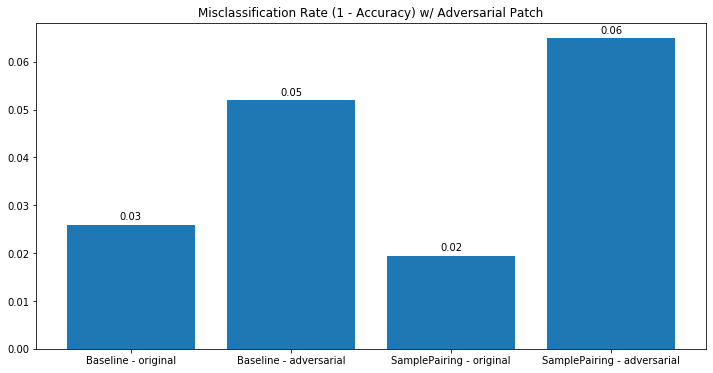 Misclassification Rate (1 - Accuracy) w/ Adversarial Patch
0.06
0.05
0.04
0.03
0.02
0.01
0.00
0.03
0.05
0.02
0.06
Baseline - original
Baseline - adversarial
SamplePairing - original
SamplePairing - adversarial